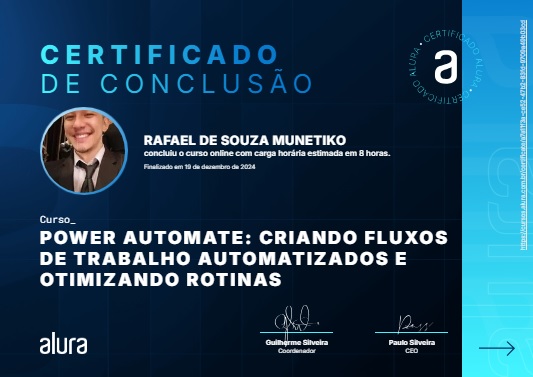 CERTIFICADO
DE CONCLUSÃO
CERTIFICADO ALURA • CERTIFICADO ALURA •
a
RAFAEL DE SOUZA MUNETIKO
concluiu o curso online com carga horária estimada em 8 horas.
Finalizado em 19 de dezembro de 2024
Curso_
POWER AUTOMATE: CRIANDO FLUXOS
DE TRABALHO AUTOMATIZADOS E
OTIMIZANDO ROTINAS
alura
Guilherme Silveira
Coordenador
Paulo Silveira
CEO